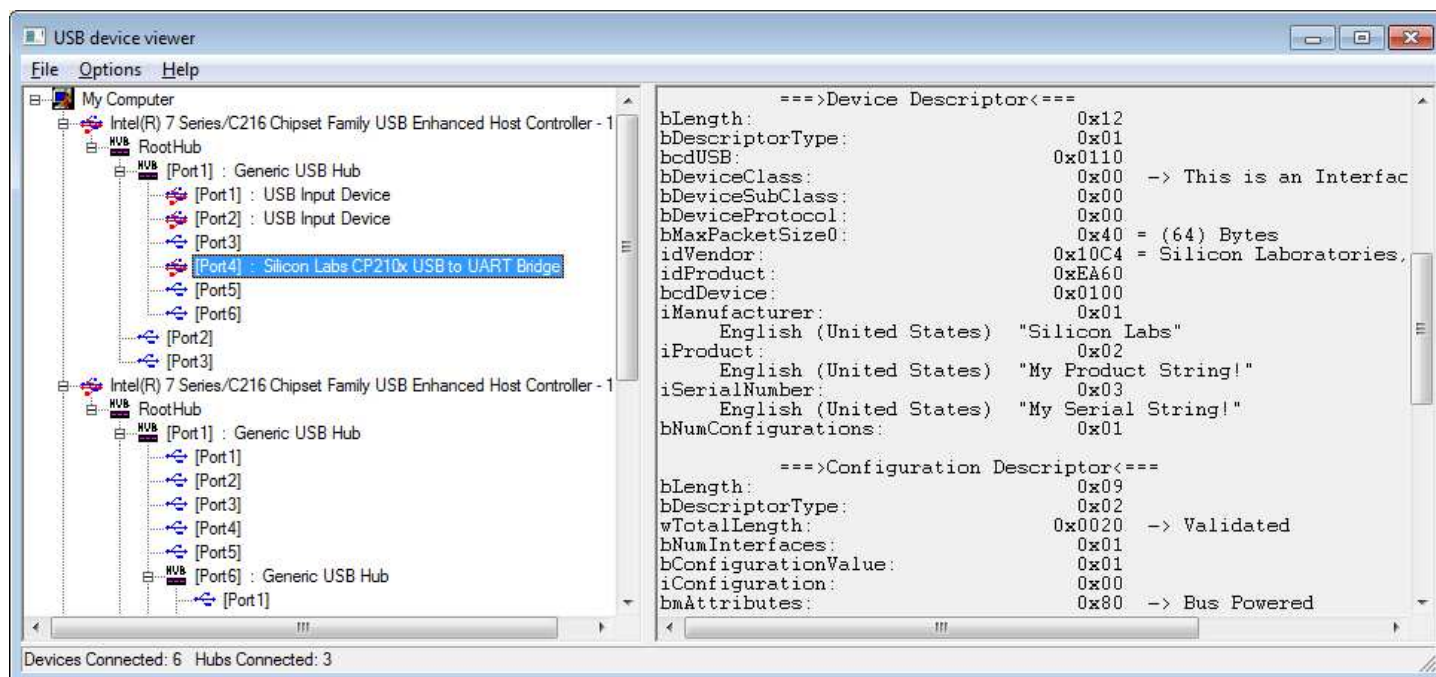 USB device viewer
File Options Help
My Computer
Intel(R) 7 Series/C216 Chipset Family USB Enhanced Host Controller - 1
HUB RootHub
HUB [Port1] : Generic USB Hub
[Port1] : USB Input Device
[Port2] : USB Input Device
[Port3]
[Port4] : Silicon Labs CP210x USB to UART Bridge
[Port5]
[Port6]
[Port2]
[Port3]
Intel(R) 7 Series/C216 Chipset Family USB Enhanced Host Controller - 1
HUB RootHub
HUB [Port1] : Generic USB Hub
[Port1]
[Port2]
[Port3]
[Port4]
[Port5]
HUB [Port6] : Generic USB Hub
[Port1]
===>Device Descriptor<===
bLength: 0x12
bDescriptorType: 0x01
bcdUSB: 0x0110
bDeviceClass: 0x00 -> This is an Interfac
bDeviceSubClass: 0x00
bDeviceProtocol: 0x00
bMaxPacketSize0: 0x40 = (64) Bytes
idVendor: 0x10C4 = Silicon Laboratories,
idProduct: 0xEA60
bcdDevice: 0x0100
iManufacturer: 0x01
English (United States) "Silicon Labs"
iProduct: 0x02
English (United States) "My Product String!"
iSerialNumber: 0x03
English (United States) "My Serial String!"
bNumConfigurations: 0x01
===>Configuration Descriptor<===
bLength: 0x09
bDescriptorType: 0x02
wTotalLength: 0x0020 -> Validated
bNumInterfaces: 0x01
bConfigurationValue: 0x01
iConfiguration: 0x00
bmAttributes: 0x80 -> Bus Powered
Devices Connected: 6 Hubs Connected: 3